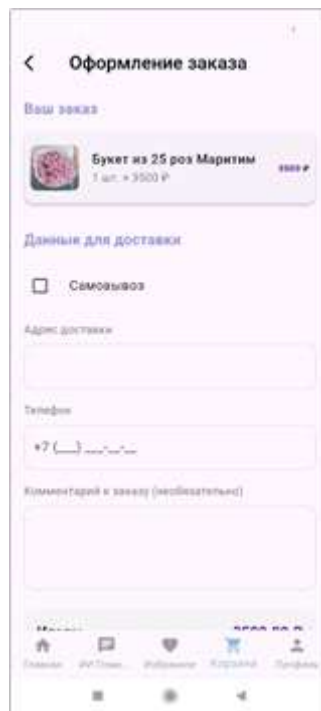 Оформление заказа
Ваш заказ
Букет из 25 роз Маритим
1 шт. × 3500 ₽
3500 ₽
Данные для доставки
Самовывоз
Адрес доставки
Телефон
+7 (___) ___-__-__
Комментарий к заказу (необязательно)
Главная
Избранное
Корзина
Профиль